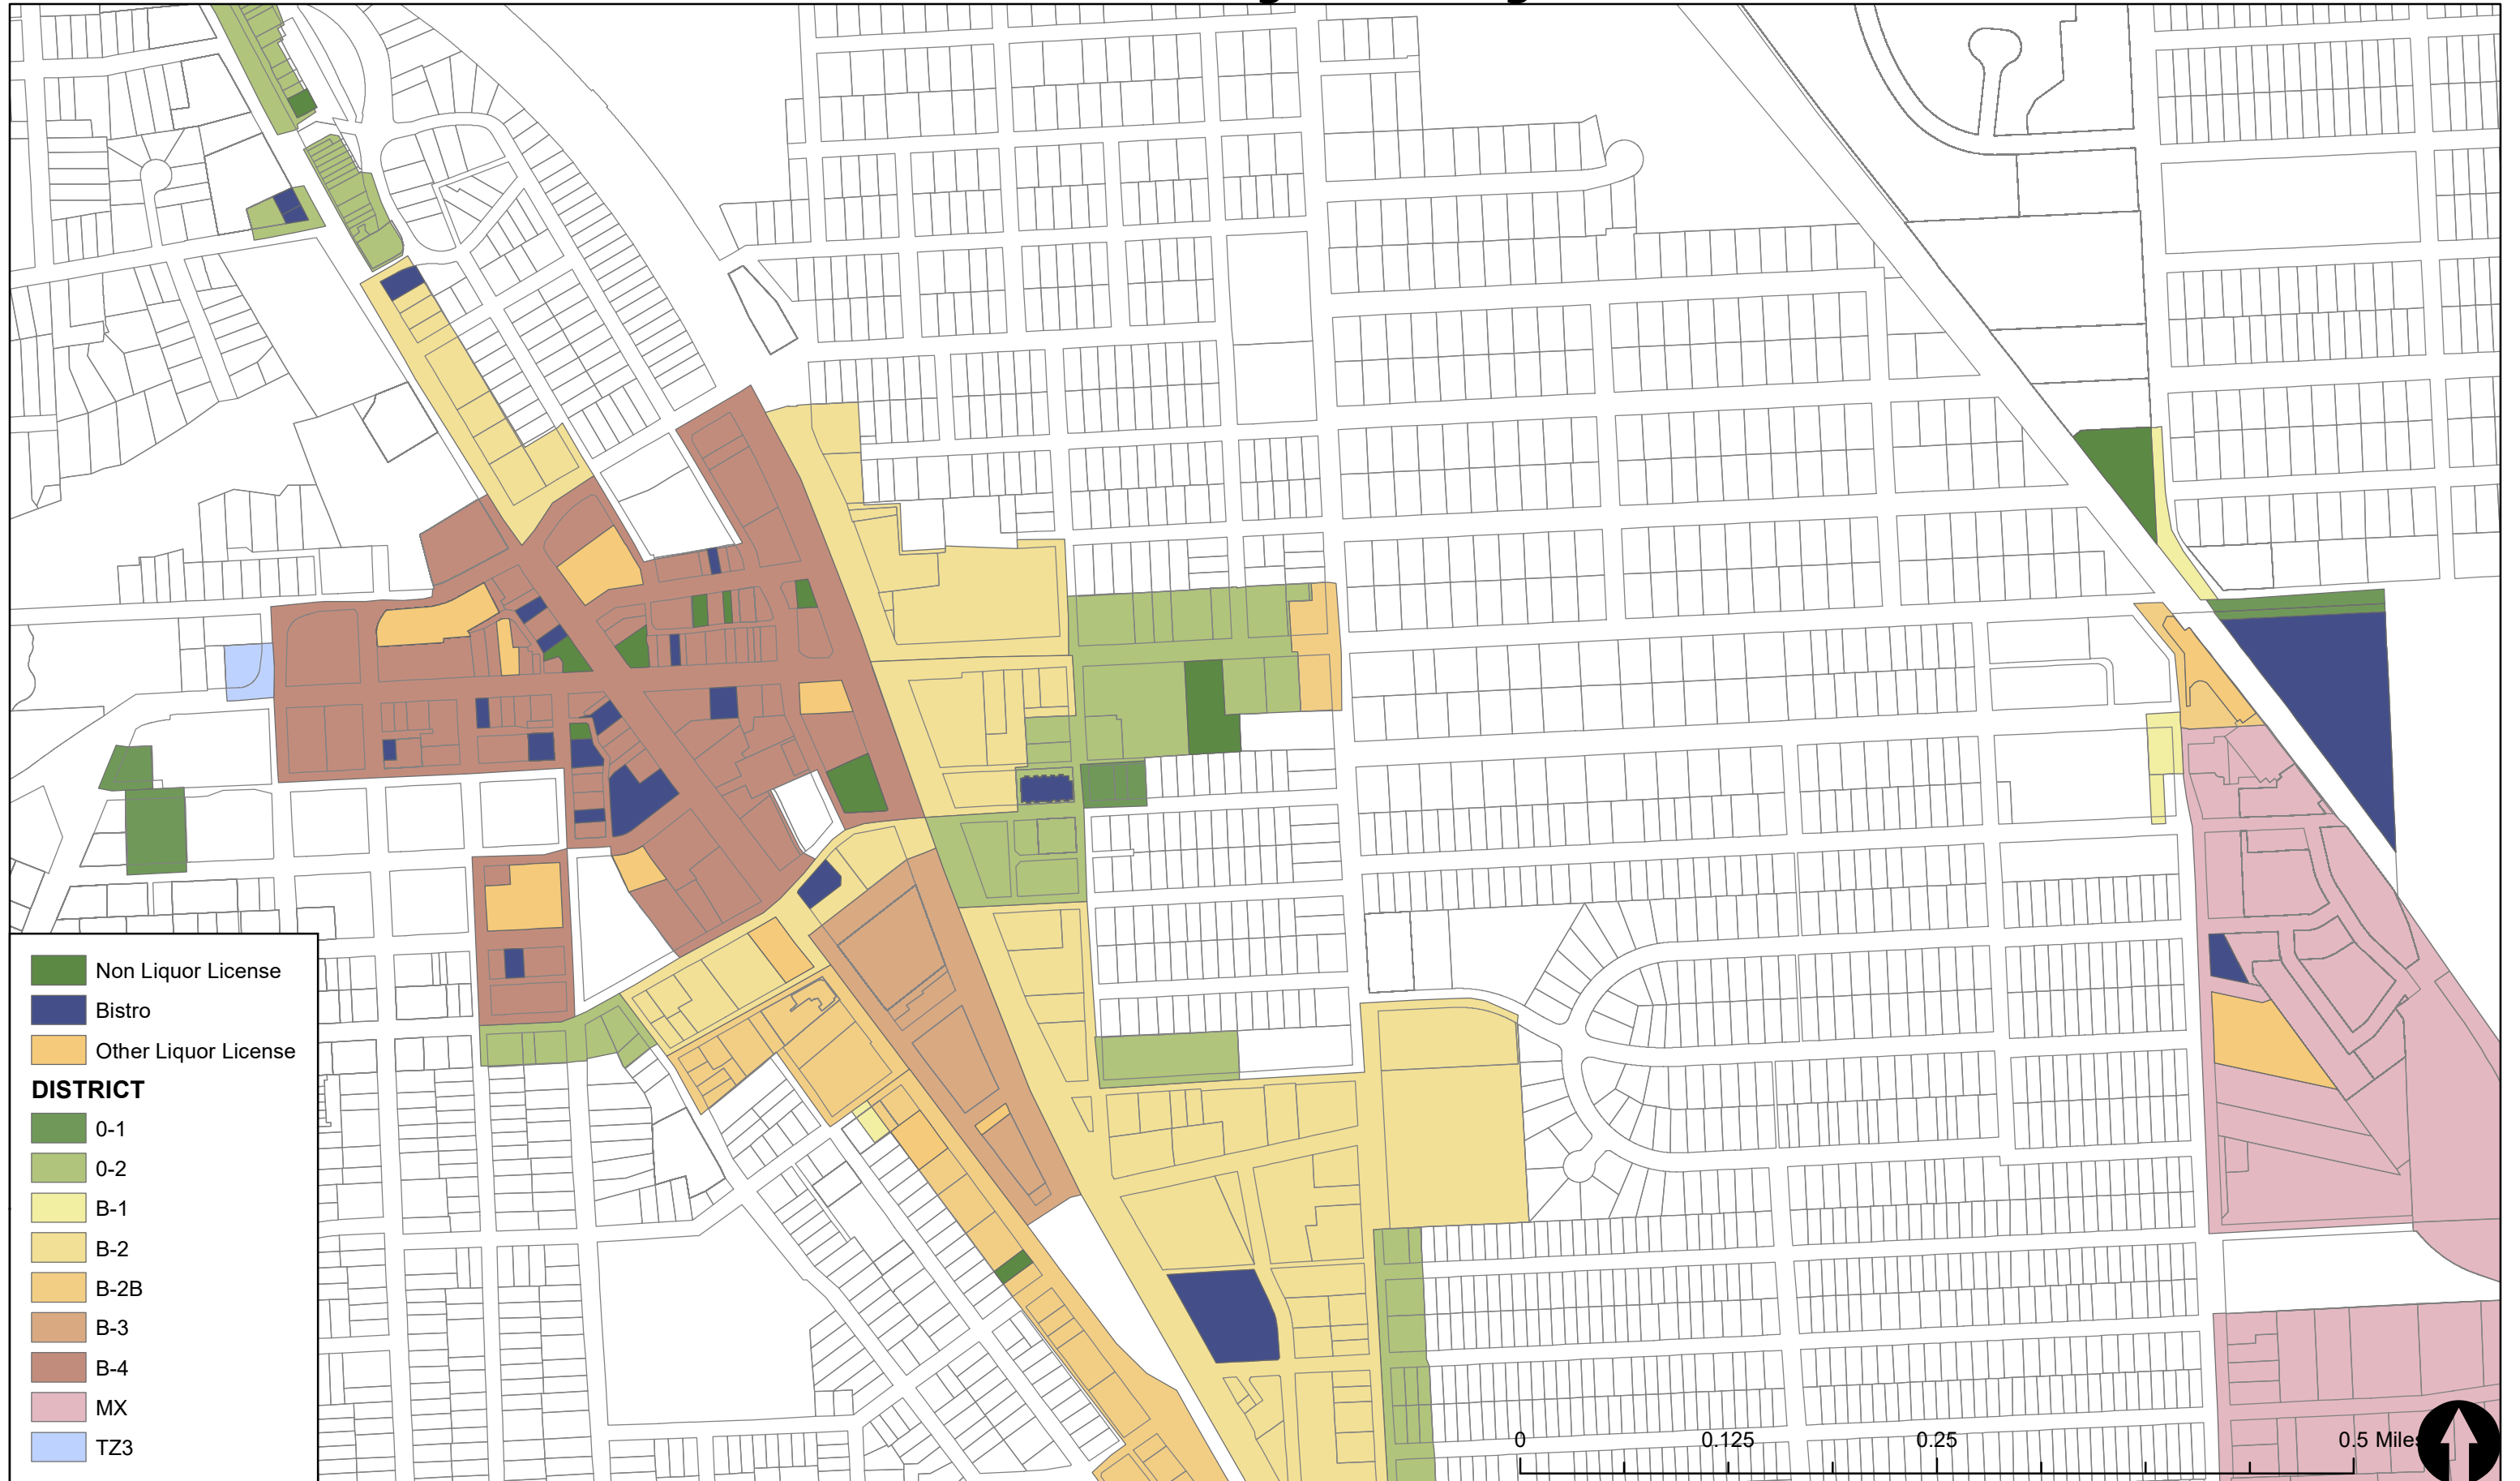 Non Liquor License
Bistro
Other Liquor License
DISTRICT
0-1
0-2
B-1
B-2
B-2B
B-3
B-4
MX
TZ3
0 0.125 0.25 0.5 Miles